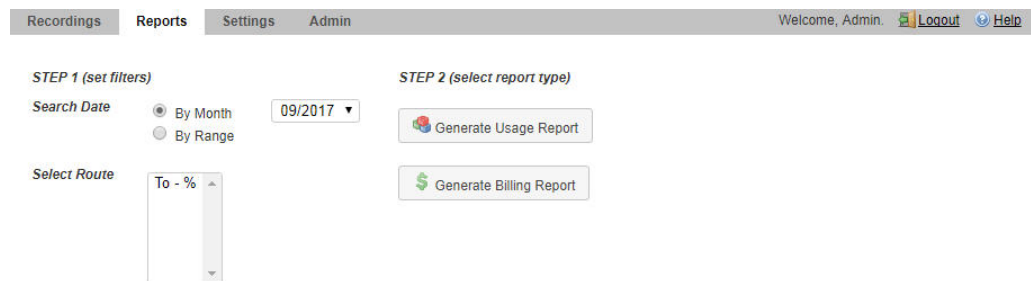 Recordings Reports Settings Admin Welcome, Admin. Logout Help
STEP 1 (set filters) STEP 2 (select report type)
Search Date By Month 09/2017
By Range
Generate Usage Report
Select Route To - %
Generate Billing Report